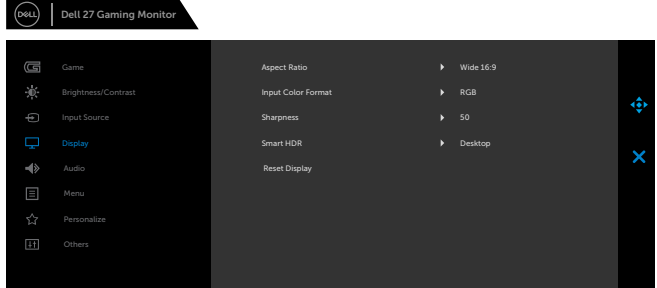 DELL
Dell 27 Gaming Monitor
Game
Aspect Ratio Wide 16:9
Brightness/Contrast
Input Color Format RGB
Input Source
Sharpness 50
Display
Smart HDR Desktop
Audio
Reset Display
Menu
Personalize
Others